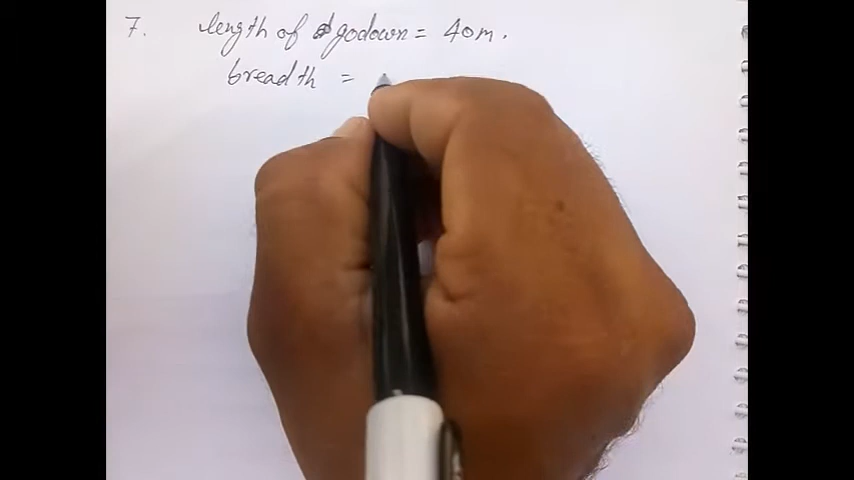 7. length of godown = 40m.
breadth =